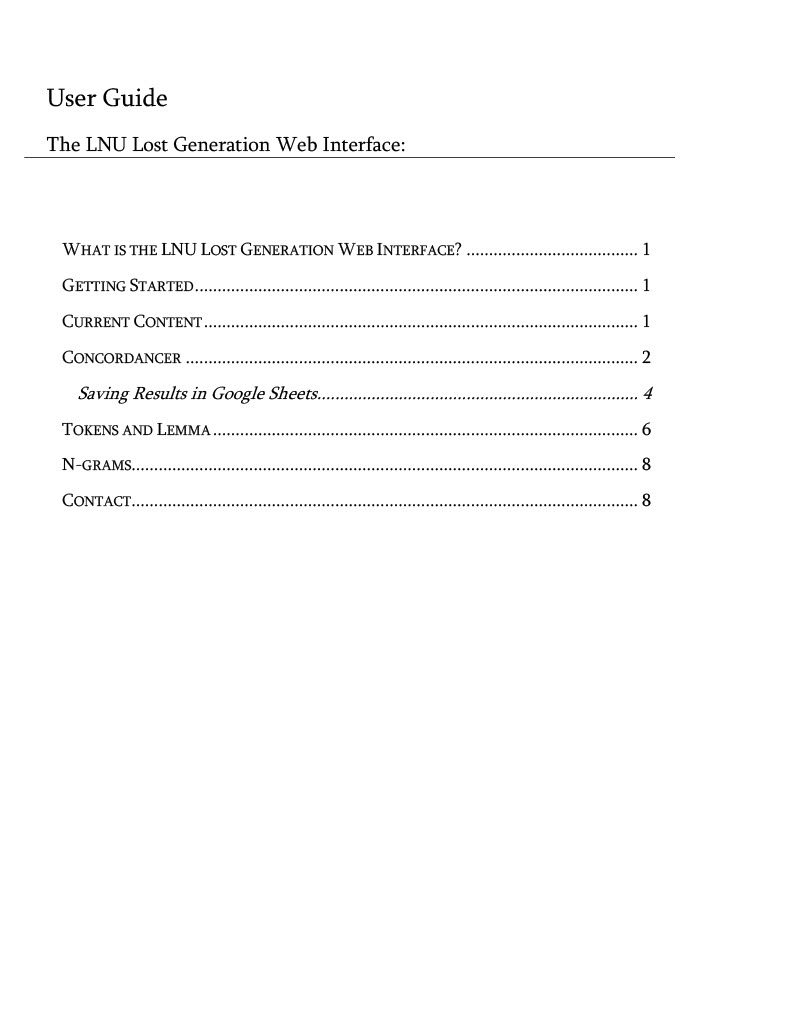 User Guide
The LNU Lost Generation Web Interface:
What is the LNU Lost Generation Web Interface? ...................................... 1
Getting Started................................................................................................... 1
Current Content................................................................................................. 1
Concordancer ..................................................................................................... 2
Saving Results in Google Sheets....................................................................... 4
Tokens and Lemma............................................................................................... 6
N-grams................................................................................................................. 8
Contact................................................................................................................. 8